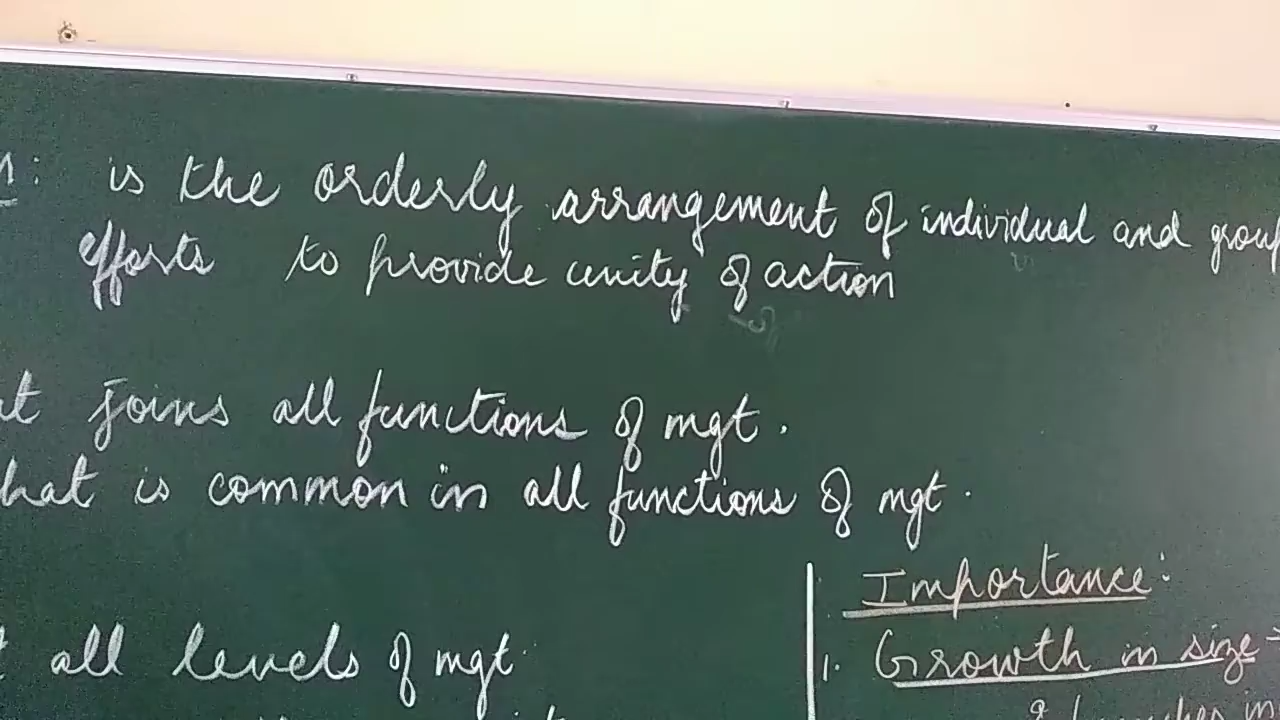 is the orderly arrangement of individual and group
efforts to provide unity of action
joins all functions of mgt.
hat is common in all functions of mgt.
all levels of mgt
Importance:
1. Growth in size